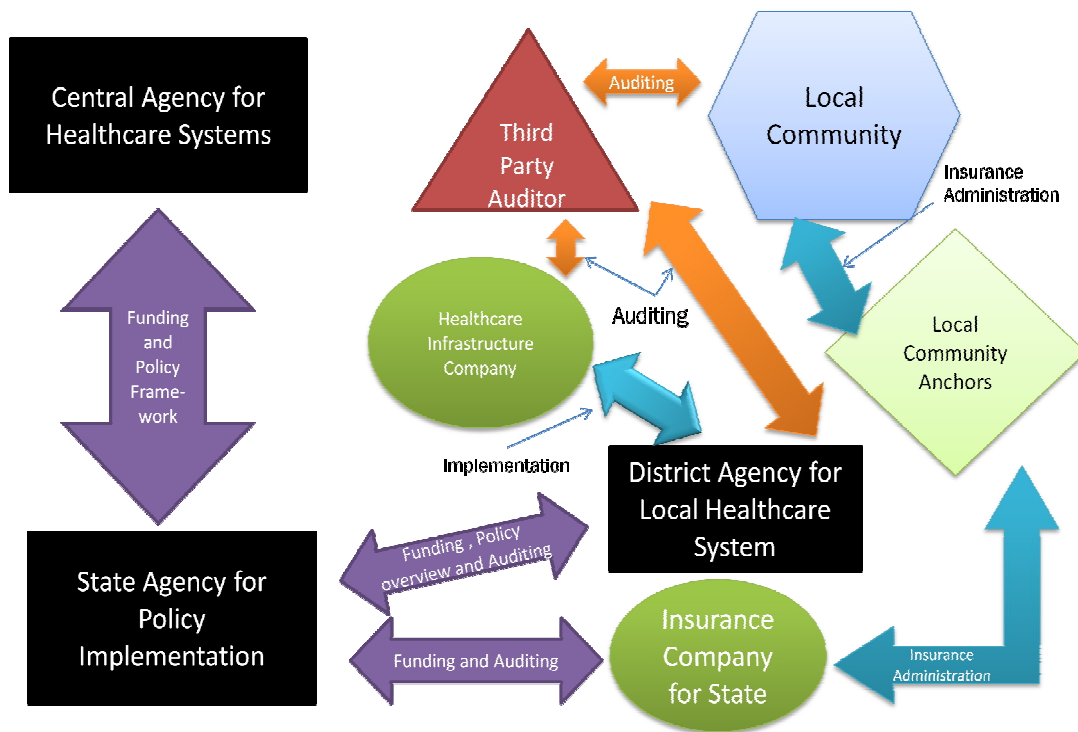 Central Agency for
Healthcare Systems
Third
Party
Auditor
Auditing
Local
Community
Insurance
Administration
Funding
and
Policy
Frame-
work
Healthcare
Infrastructure
Company
Auditing
Local
Community
Anchors
Implementation
District Agency for
Local Healthcare
System
Funding , Policy
overview and Auditing
State Agency for
Policy
Implementation
Funding and Auditing
Insurance
Company
for State
Insurance
Administration